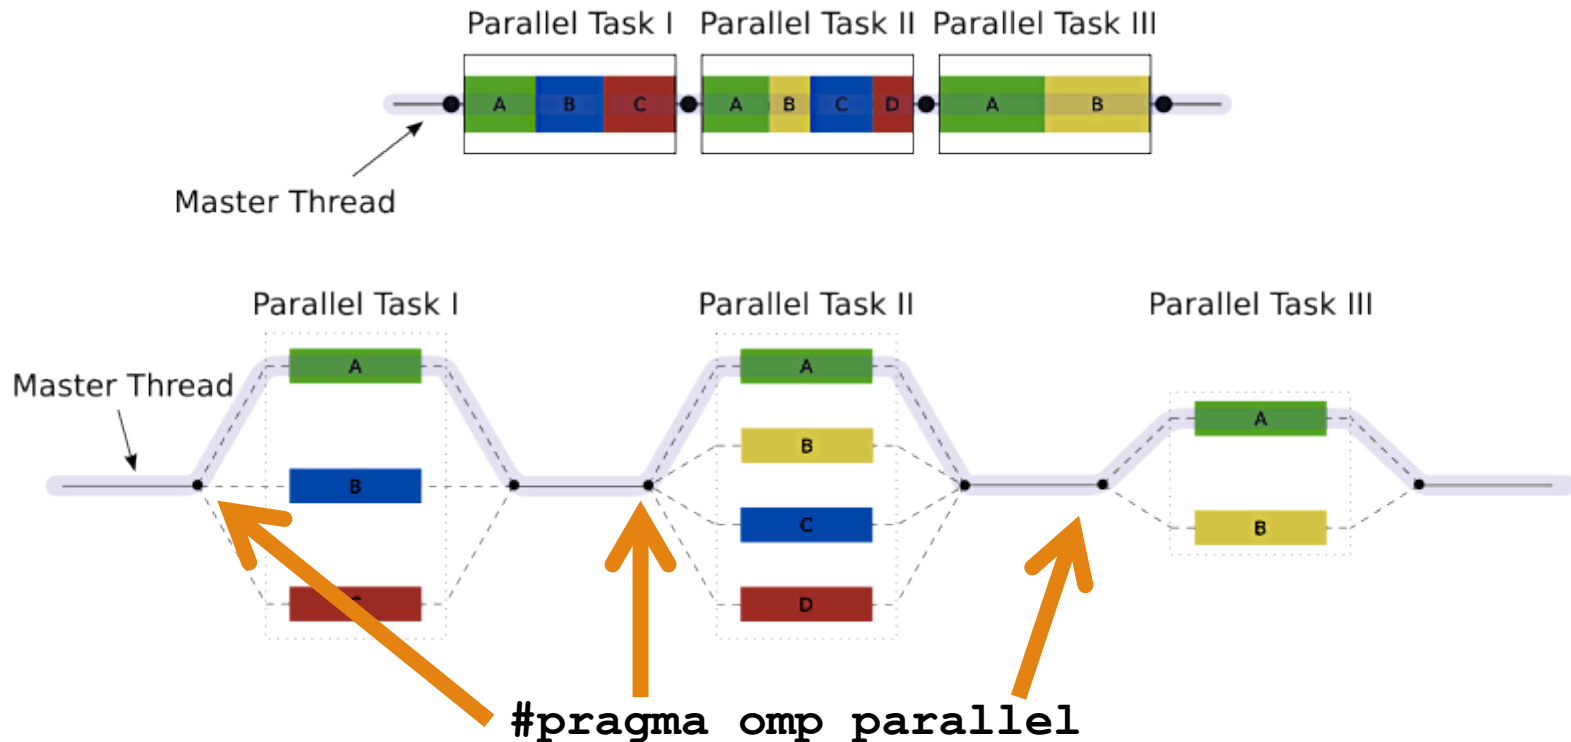 Parallel Task I Parallel Task II Parallel Task III
A B C A B C D A B
Master Thread
Parallel Task I Parallel Task II Parallel Task III
A A
Master Thread
A
B
B
C
B
C D
#pragma omp parallel